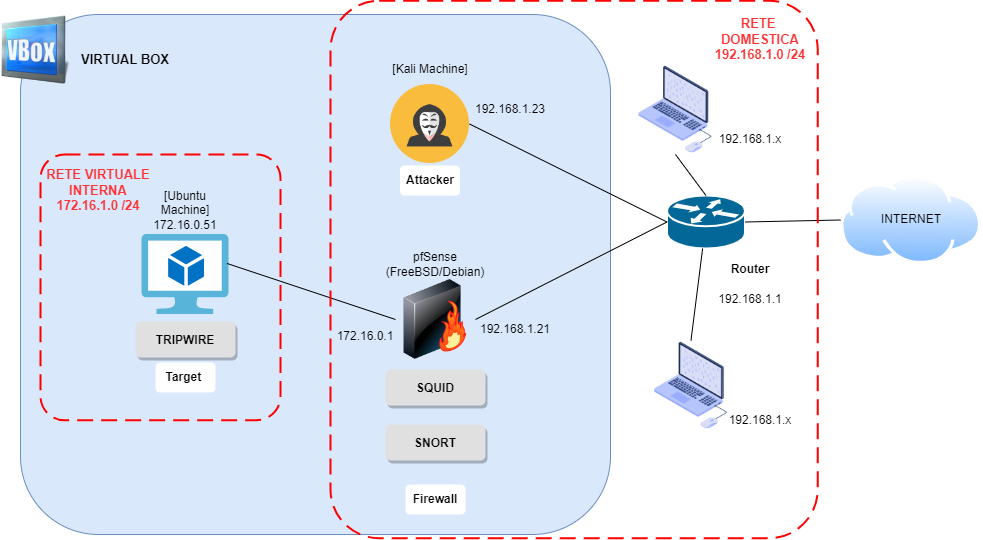 VBox
VIRTUAL BOX
RETE
DOMESTICA
192.168.1.0 /24
[Kali Machine]
192.168.1.23
Attacker
192.168.1.x
RETE VIRTUALE
INTERNA
172.16.1.0 /24
[Ubuntu
Machine]
172.16.0.51
TRIPWIRE
Target
pfSense
(FreeBSD/Debian)
172.16.0.1
192.168.1.21
SQUID
SNORT
Firewall
Router
192.168.1.1
INTERNET
192.168.1.x